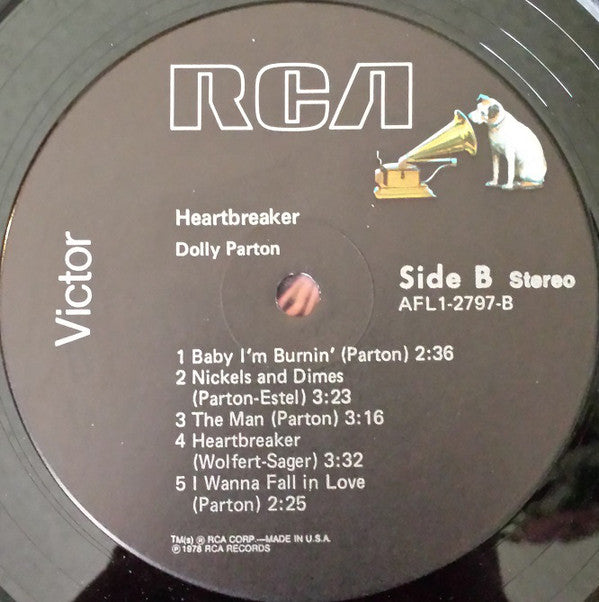 RCA
Victor
Heartbreaker
Dolly Parton
Side B Stereo
AFL1-2797-B
1 Baby I'm Burnin' (Parton) 2:36
2 Nickels and Dimes
(Parton-Estel) 3:23
3 The Man (Parton) 3:16
4 Heartbreaker
(Wolfert-Sager) 3:32
5 I Wanna Fall in Love
(Parton) 2:25
TM(s) ® RCA CORP.—MADE IN U.S.A.
℗ 1978 RCA RECORDS